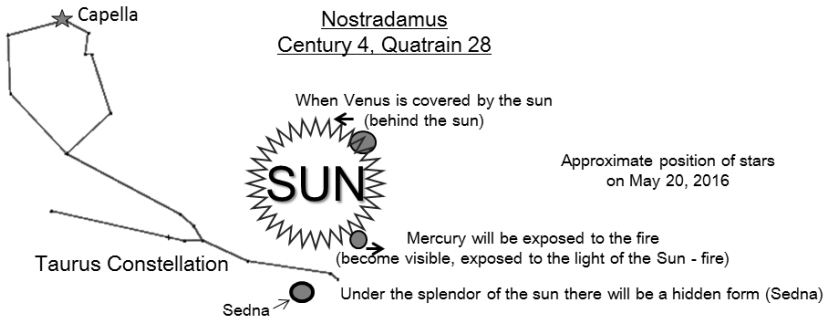 Capella
Nostradamus
Century 4, Quatrain 28
When Venus is covered by the sun
(behind the sun)
SUN
Approximate position of stars
on May 20, 2016
Mercury will be exposed to the fire
(become visible, exposed to the light of the Sun - fire)
Taurus Constellation
Under the splendor of the sun there will be a hidden form (Sedna)
Sedna